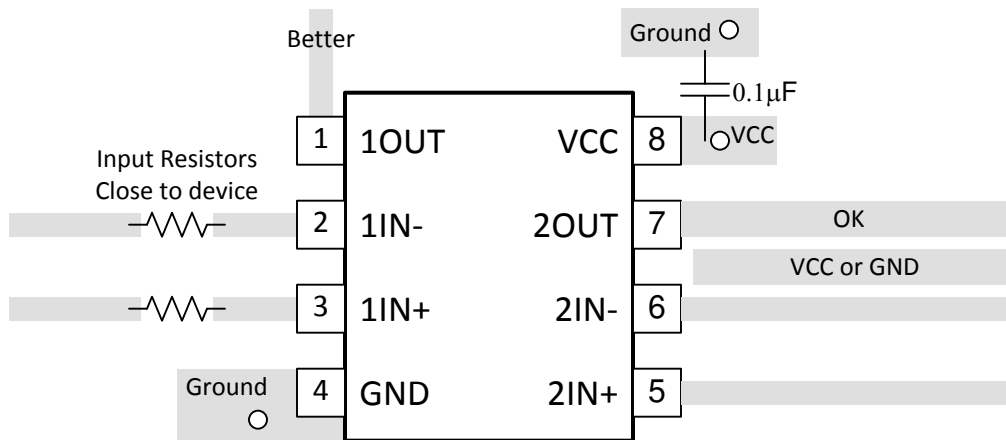 Better
Ground
0.1µF
1
1OUT
VCC
8
VCC
Input Resistors
Close to device
2
1IN-
2OUT
7
OK
VCC or GND
3
1IN+
2IN-
6
Ground
4
GND
2IN+
5